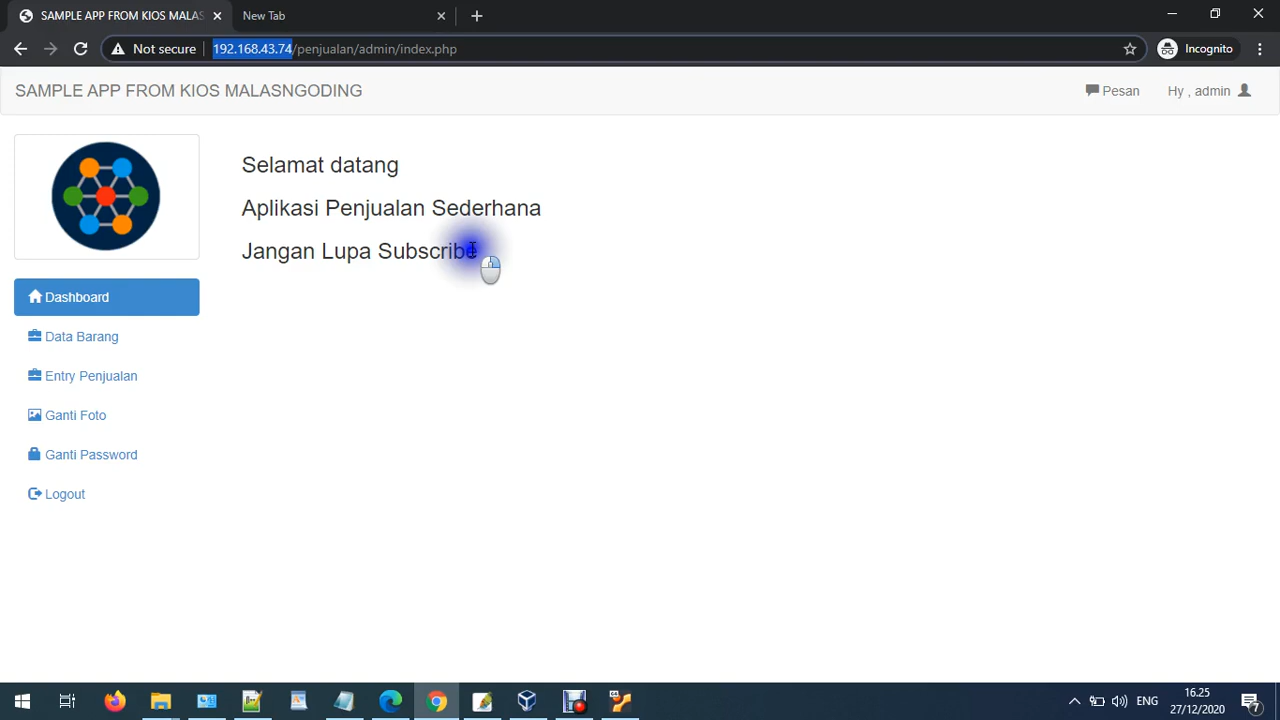 SAMPLE APP FROM KIOS MALAS
New Tab
Not secure
192.168.43.74/penjualan/admin/index.php
Incognito
SAMPLE APP FROM KIOS MALASNGODING
Pesan
Hy , admin
Selamat datang
Aplikasi Penjualan Sederhana
Jangan Lupa Subscribe
Dashboard
Data Barang
Entry Penjualan
Ganti Foto
Ganti Password
Logout
ENG
16.25
27/12/2020
7